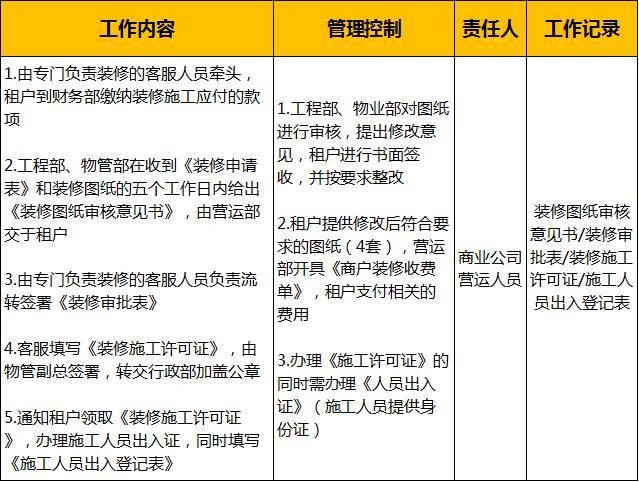 工作内容
管理控制
责任人
工作记录
1.由专门负责装修的客服人员牵头，
租户到财务部缴纳装修施工应付的款
项
2.工程部、物管部在收到《装修申请
表》和装修图纸的五个工作日内给出
《装修图纸审核意见书》，由营运部
交于租户
3.由专门负责装修的客服人员负责流
转签署《装修审批表》
4.客服填写《装修施工许可证》，由
物管副总签署，转交行政部加盖公章
5.通知租户领取《装修施工许可证
》，办理施工人员出入证，同时填写
《施工人员出入登记表》
1.工程部、物业部对图纸
进行审核，提出修改意
见，租户进行书面签
收，并按要求整改
2.租户提供修改后符合要
求的图纸（4套），营运
部开具《商户装修收费
单》，租户支付相关的
费用
3.办理《施工许可证》的
同时需办理《人员出入
证》（施工人员提供身
份证）
商业公司
营运人员
装修图纸审核
意见书/装修审
批表/装修施工
许可证/施工人
员出入登记表